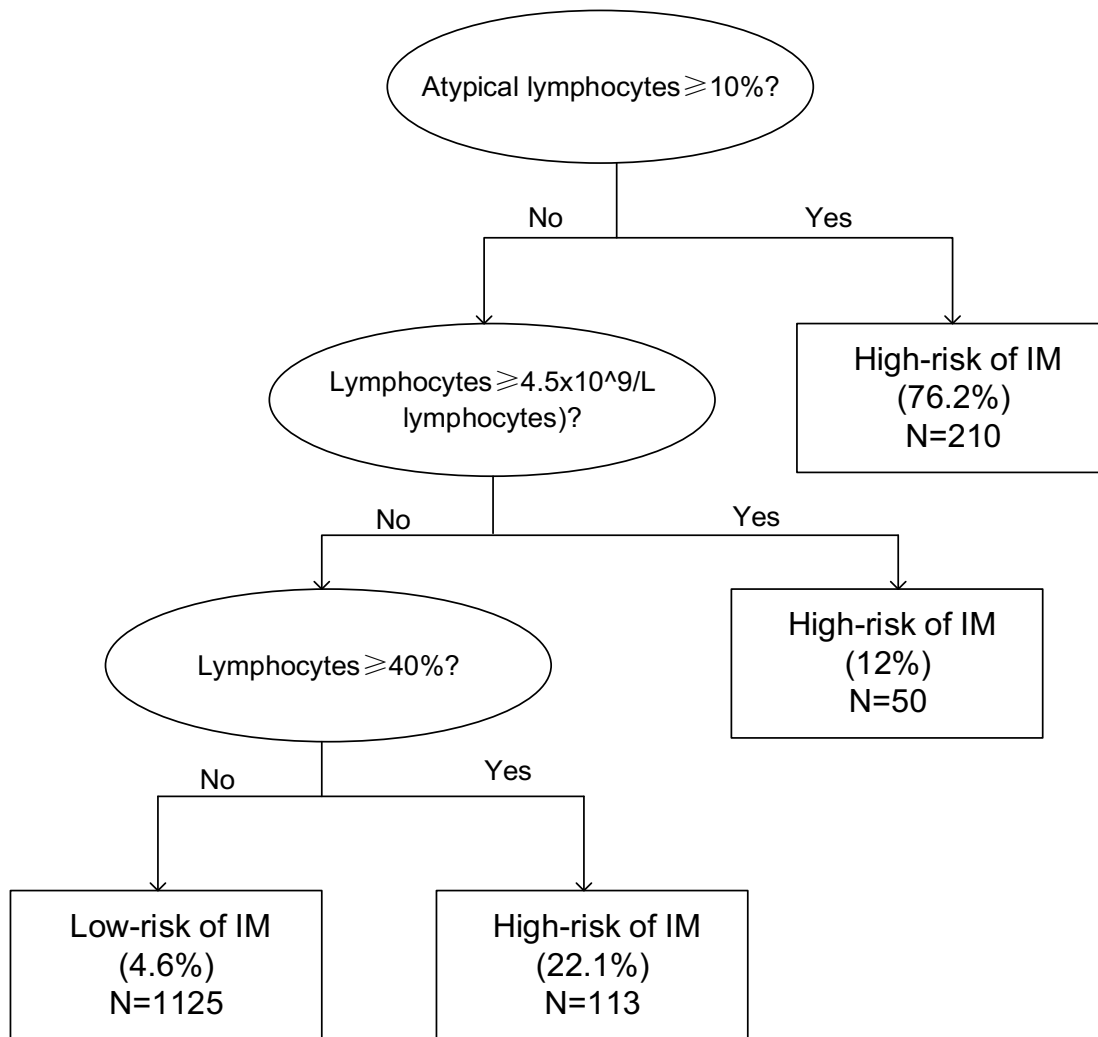 Atypical lymphocytes≥10%?
No
Yes
High-risk of IM
(76.2%)
N=210
Lymphocytes≥4.5x10^9/L
lymphocytes)?
No
Yes
High-risk of IM
(12%)
N=50
Lymphocytes≥40%?
No
Yes
Low-risk of IM
(4.6%)
N=1125
High-risk of IM
(22.1%)
N=113